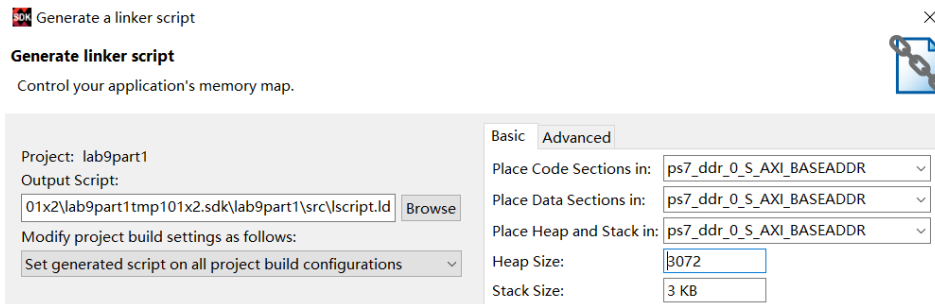 SDK Generate a linker script
Generate linker script
Control your application's memory map.
Project: lab9part1
Output Script:
01x2\lab9part1tmp101x2.sdk\lab9part1\src\lscript.ld Browse
Modify project build settings as follows:
Set generated script on all project build configurations
Basic Advanced
Place Code Sections in: ps7_ddr_0_S_AXI_BASEADDR
Place Data Sections in: ps7_ddr_0_S_AXI_BASEADDR
Place Heap and Stack in: ps7_ddr_0_S_AXI_BASEADDR
Heap Size: 3072
Stack Size: 3 KB